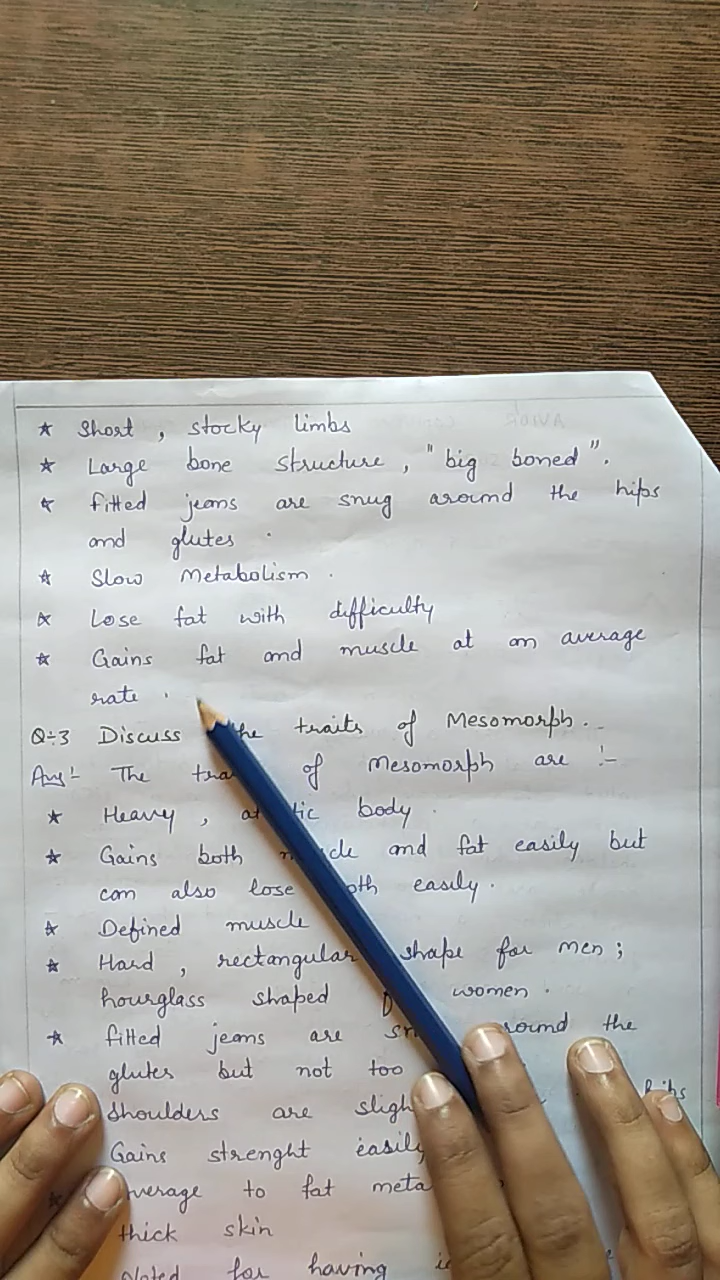 ★ Short , stocky limbs
★ Large bone structure , "big boned".
★ fitted jeans are snug around the hips
and glutes .
★ Slow Metabolism .
★ Lose fat with difficulty
★ Gains fat and muscle at an average
rate .
Q:3 Discuss the traits of Mesomorph.
Ans:- The of Mesomorph are :-
★ Heavy , body .
★ Gains both and fat easily but
can also lose easily .
★ Defined muscle
★ Hard , rectangular shape for men ;
hourglass shaped women .
★ fitted jeans are around the
glutes but not too
hips
Shoulders are
Gains strenght easily
average to fat
thick skin
Noted for having